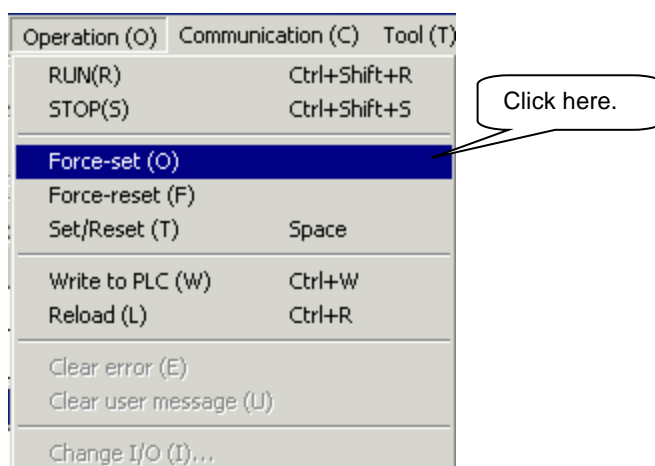 Operation (O) Communication (C) Tool (T)
RUN(R) Ctrl+Shift+R
STOP(S) Ctrl+Shift+S
Click here.
Force-set (O)
Force-reset (F)
Set/Reset (T) Space
Write to PLC (W) Ctrl+W
Reload (L) Ctrl+R
Clear error (E)
Clear user message (U)
Change I/O (I)...